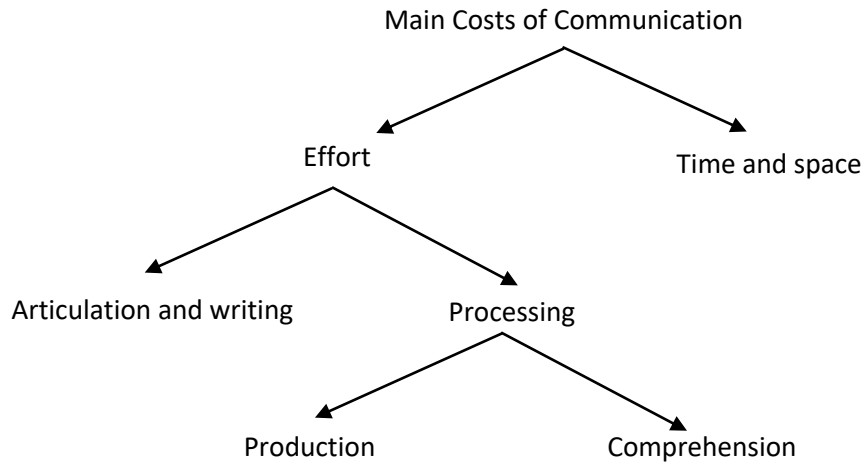 Main Costs of Communication
Effort
Time and space
Articulation and writing
Processing
Production
Comprehension